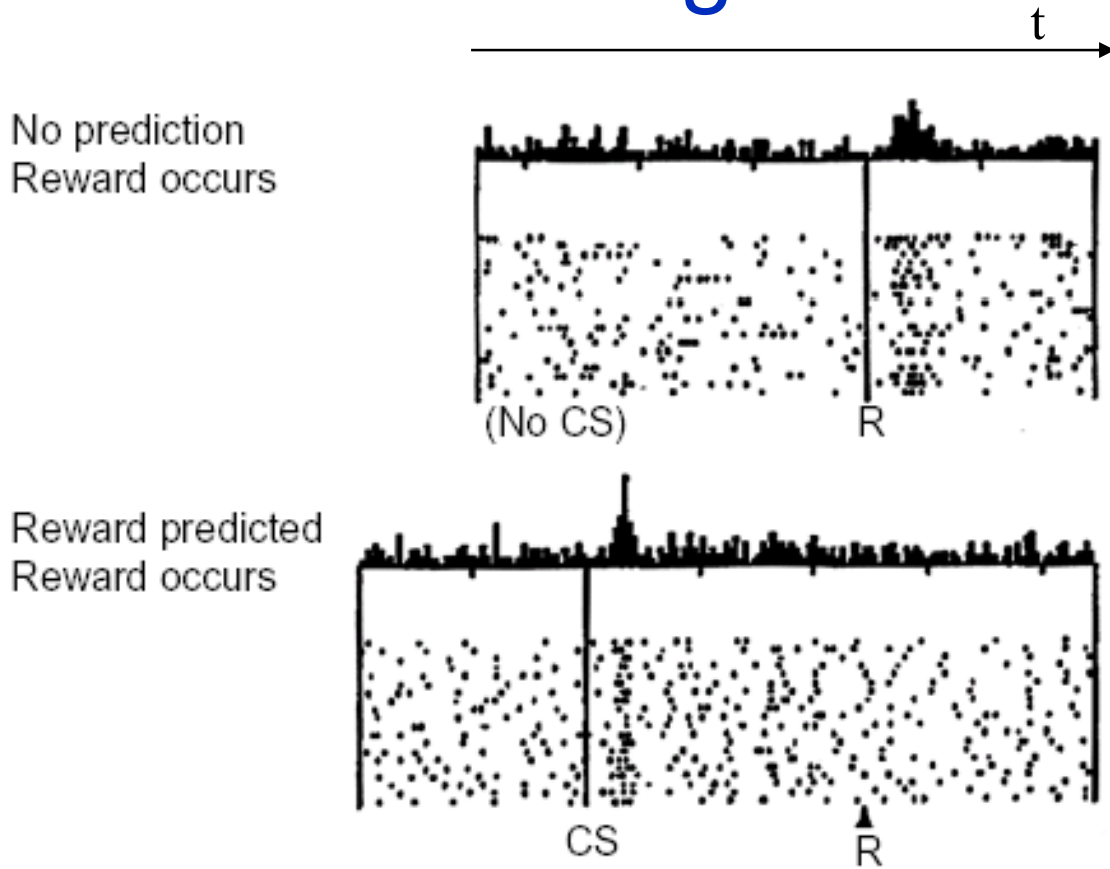 t
No prediction
Reward occurs
(No CS)
R
Reward predicted
Reward occurs
CS
R